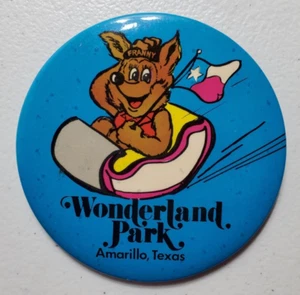 FRANNY
Wonderland
Park
Amarillo, Texas